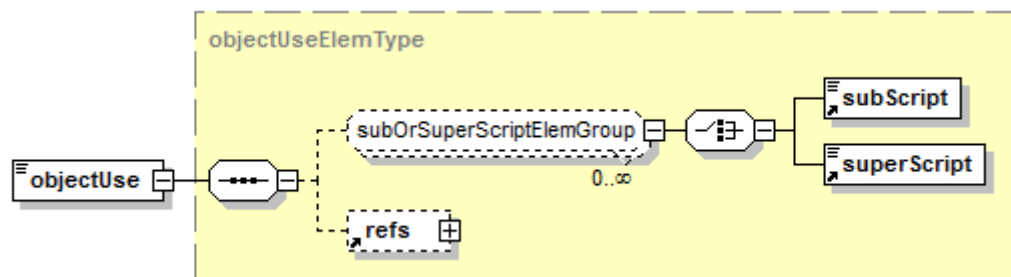 objectUseElemType
subScript
subOrSuperScriptElemGroup
superScript
0..∞
objectUse
refs